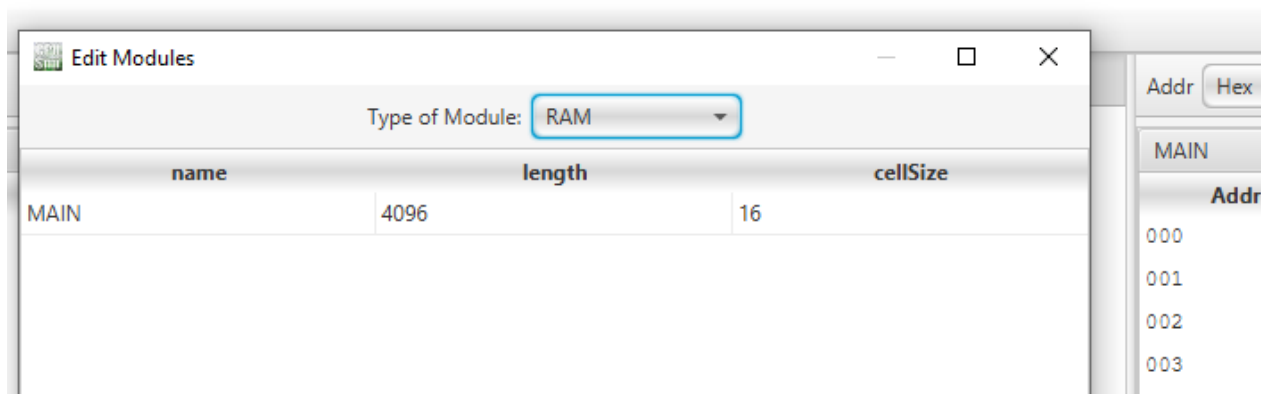 Edit Modules
Type of Module: RAM
name length cellSize
MAIN 4096 16
Addr Hex
MAIN
Addr
000
001
002
003